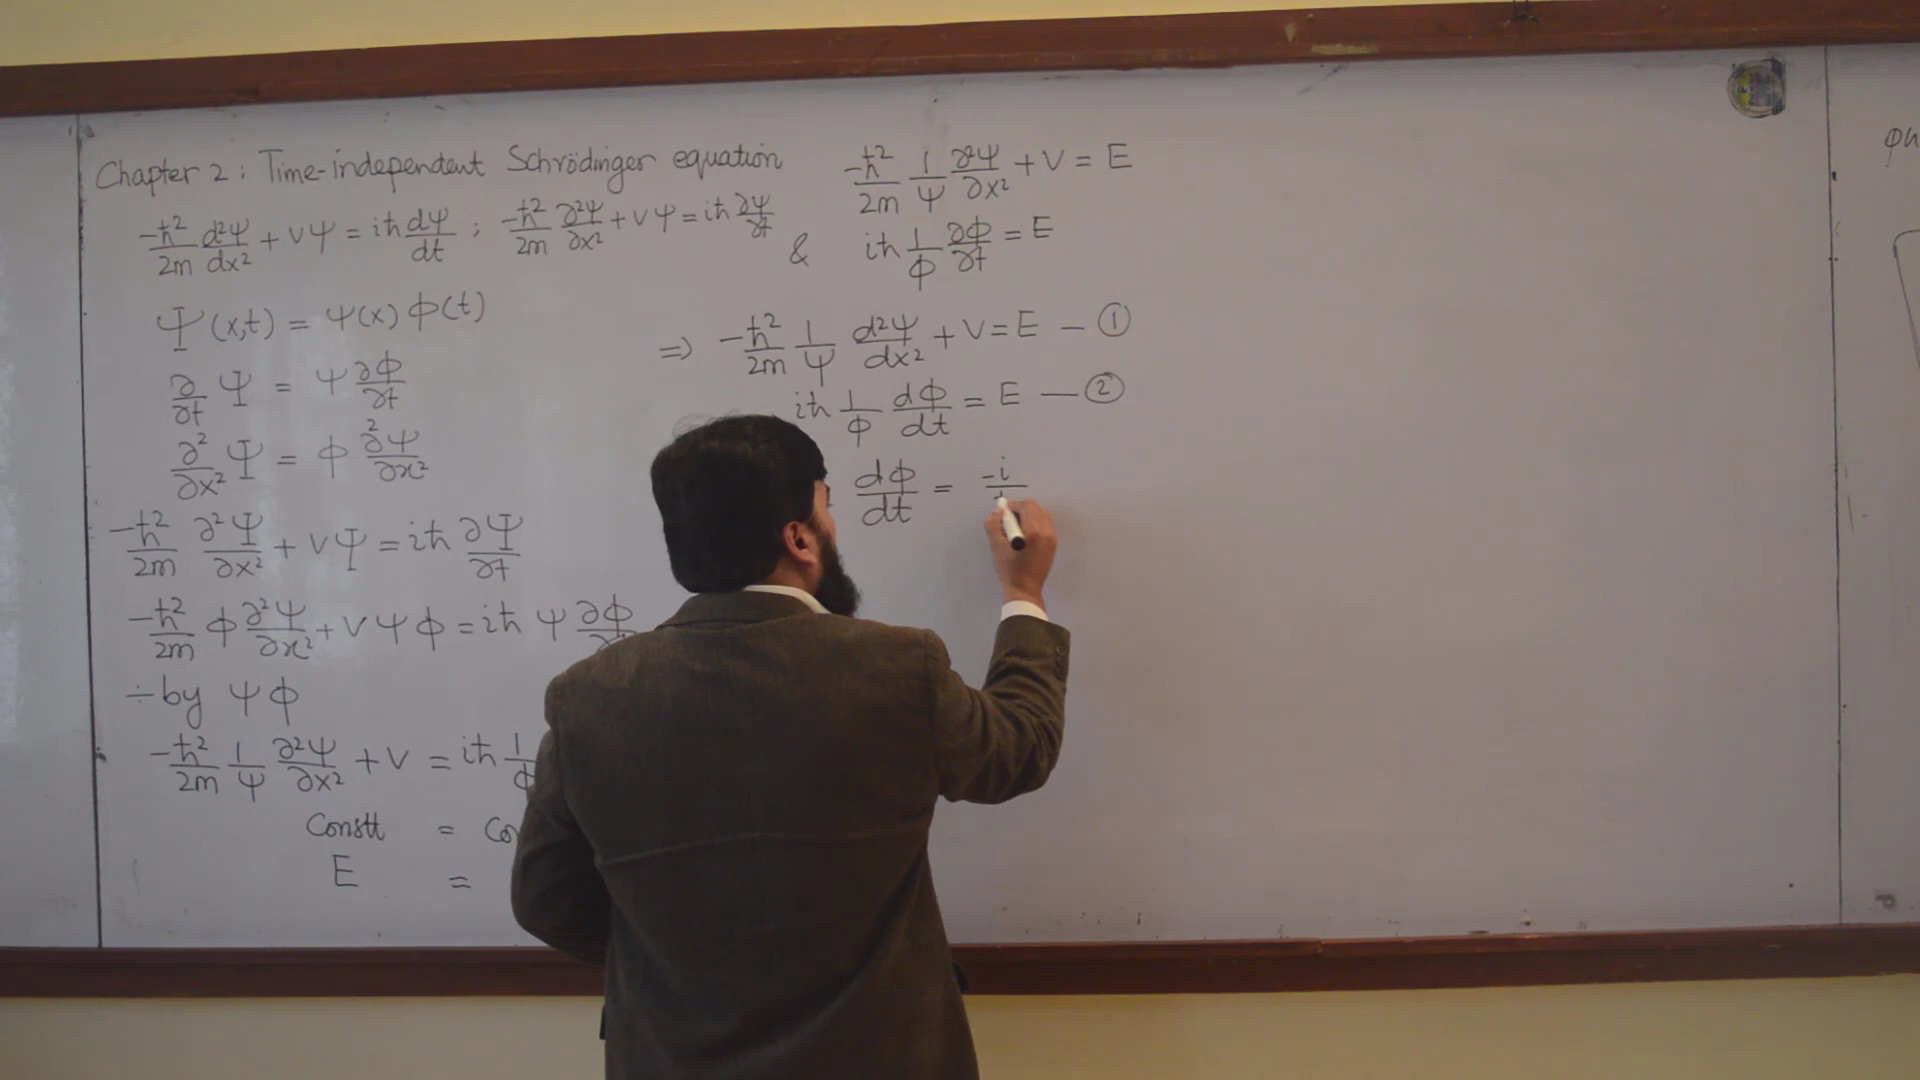 Chapter 2: Time-independent Schrödinger equation
-ħ²/2m d²Ψ/dx² + VΨ = iħ dΨ/dt ; -ħ²/2m ∂²Ψ/∂x² + VΨ = iħ ∂Ψ/∂t
Ψ(x,t) = ψ(x) ϕ(t)
∂/∂t Ψ = ψ ∂ϕ/∂t
∂²/∂x² Ψ = ϕ ∂²ψ/∂x²
-ħ²/2m ∂²Ψ/∂x² + VΨ = iħ ∂Ψ/∂t
-ħ²/2m ϕ ∂²ψ/∂x² + Vψϕ = iħ ψ ∂ϕ
÷ by ψϕ
-ħ²/2m 1/ψ ∂²ψ/∂x² + V = iħ 1/ϕ
Constt =
E =
-ħ²/2m 1/ψ ∂²ψ/∂x² + V = E
& iħ 1/ϕ ∂ϕ/∂t = E
⇒ -ħ²/2m 1/ψ d²ψ/dx² + V = E — ①
iħ 1/ϕ dϕ/dt = E — ②
dϕ/dt = -i